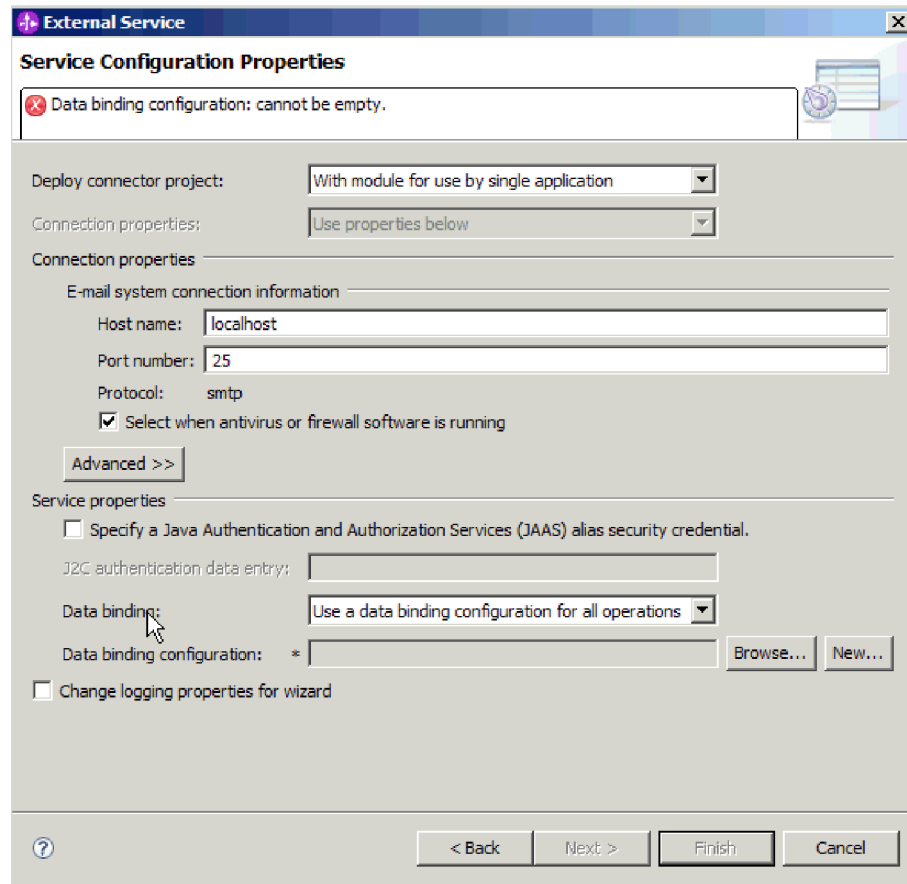 External Service
Service Configuration Properties
Data binding configuration: cannot be empty.
Deploy connector project: With module for use by single application
Connection properties: Use properties below
Connection properties
E-mail system connection information
Host name: localhost
Port number: 25
Protocol: smtp
Select when antivirus or firewall software is running
Advanced >>
Service properties
Specify a Java Authentication and Authorization Services (JAAS) alias security credential.
J2C authentication data entry:
Data binding: Use a data binding configuration for all operations
Data binding configuration: * Browse... New...
Change logging properties for wizard
? < Back Next > Finish Cancel